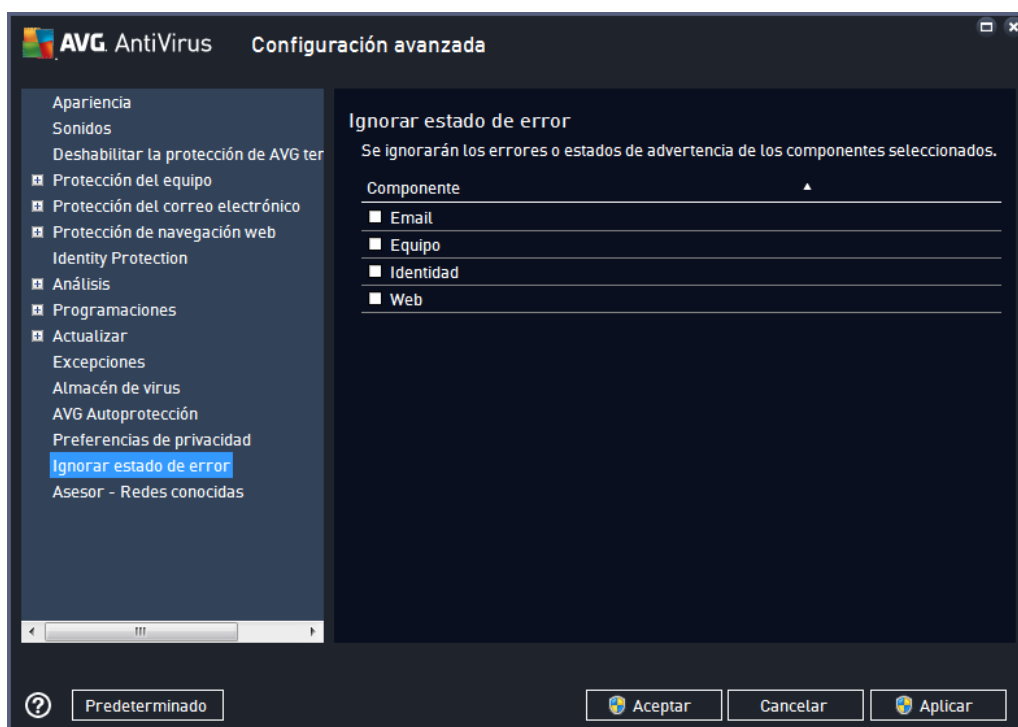 AVG. AntiVirus Configuración avanzada
Apariencia
Sonidos
Deshabilitar la protección de AVG ter
Protección del equipo
Protección del correo electrónico
Protección de navegación web
Identity Protection
Análisis
Programaciones
Actualizar
Excepciones
Almacén de virus
AVG Autoprotección
Preferencias de privacidad
Ignorar estado de error
Asesor - Redes conocidas
Ignorar estado de error
Se ignorarán los errores o estados de advertencia de los componentes seleccionados.
Componente
Email
Equipo
Identidad
Web
Predeterminado
Aceptar
Cancelar
Aplicar